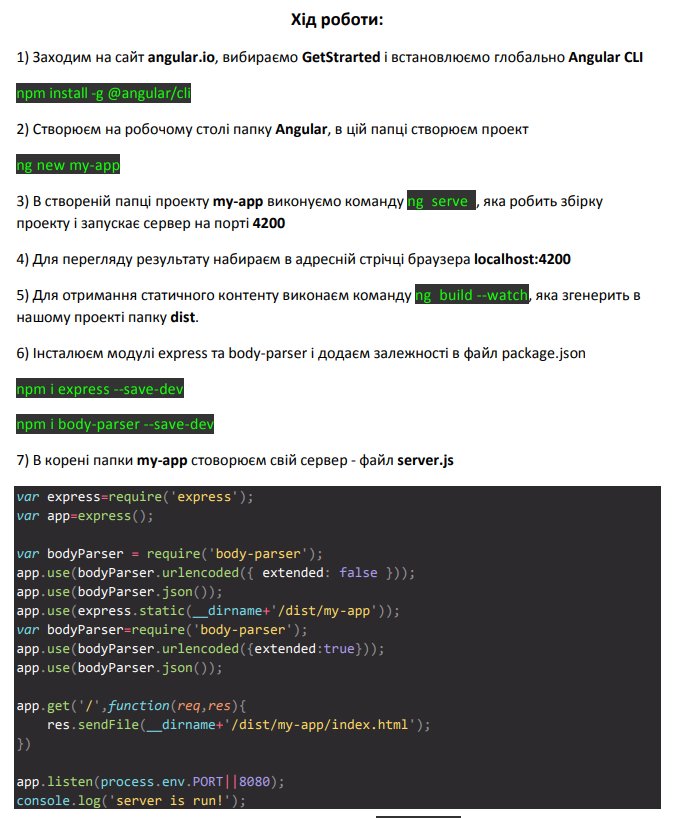 Хід роботи:
1) Заходим на сайт angular.io, вибираємо GetStrarted і встановлюємо глобально Angular CLI
npm install -g @angular/cli
2) Створюєм на робочому столі папку Angular, в цій папці створюєм проект
ng new my-app
3) В створеній папці проекту my-app виконуємо команду ng serve , яка робить збірку
проекту і запускає сервер на порті 4200
4) Для перегляду результату набираєм в адресній стрічці браузера localhost:4200
5) Для отримання статичного контенту виконаєм команду ng build --watch, яка згенерить в
нашому проекті папку dist.
6) Інсталюєм модулі express та body-parser і додаєм залежності в файл package.json
npm i express --save-dev
npm i body-parser --save-dev
7) В корені папки my-app стоворюєм свій сервер - файл server.js
var express=require('express');
var app=express();
var bodyParser = require('body-parser');
app.use(bodyParser.urlencoded({ extended: false }));
app.use(bodyParser.json());
app.use(express.static(__dirname+'/dist/my-app'));
var bodyParser=require('body-parser');
app.use(bodyParser.urlencoded({extended:true}));
app.use(bodyParser.json());
app.get('/',function(req,res){
    res.sendFile(__dirname+'/dist/my-app/index.html');
})
app.listen(process.env.PORT||8080);
console.log('server is run!');